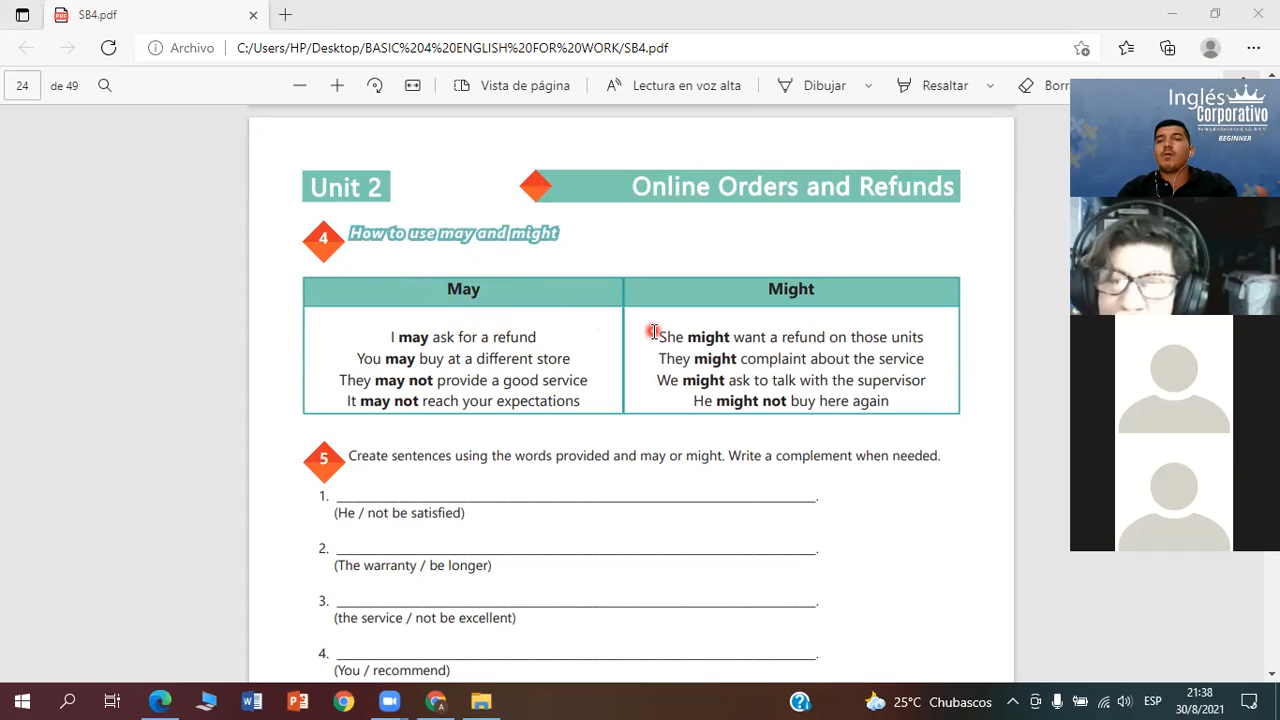 SB4.pdf
Archivo
C:/Users/HP/Desktop/BASIC%204%20ENGLISH%20FOR%20WORK/SB4.pdf
24
de 49
Vista de página
Lectura en voz alta
Dibujar
Resaltar
Borr
Inglés
Corporativo
BEGINNER
Unit 2
Online Orders and Refunds
4
How to use may and might
May
Might
I may ask for a refund
You may buy at a different store
They may not provide a good service
It may not reach your expectations
She might want a refund on those units
They might complaint about the service
We might ask to talk with the supervisor
He might not buy here again
5
Create sentences using the words provided and may or might. Write a complement when needed.
1. ______________________________.
(He / not be satisfied)
2. ______________________________.
(The warranty / be longer)
3. ______________________________.
(the service / not be excellent)
4. ______________________________.
(You / recommend)
25°C Chubascos
ESP
21:38
30/8/2021